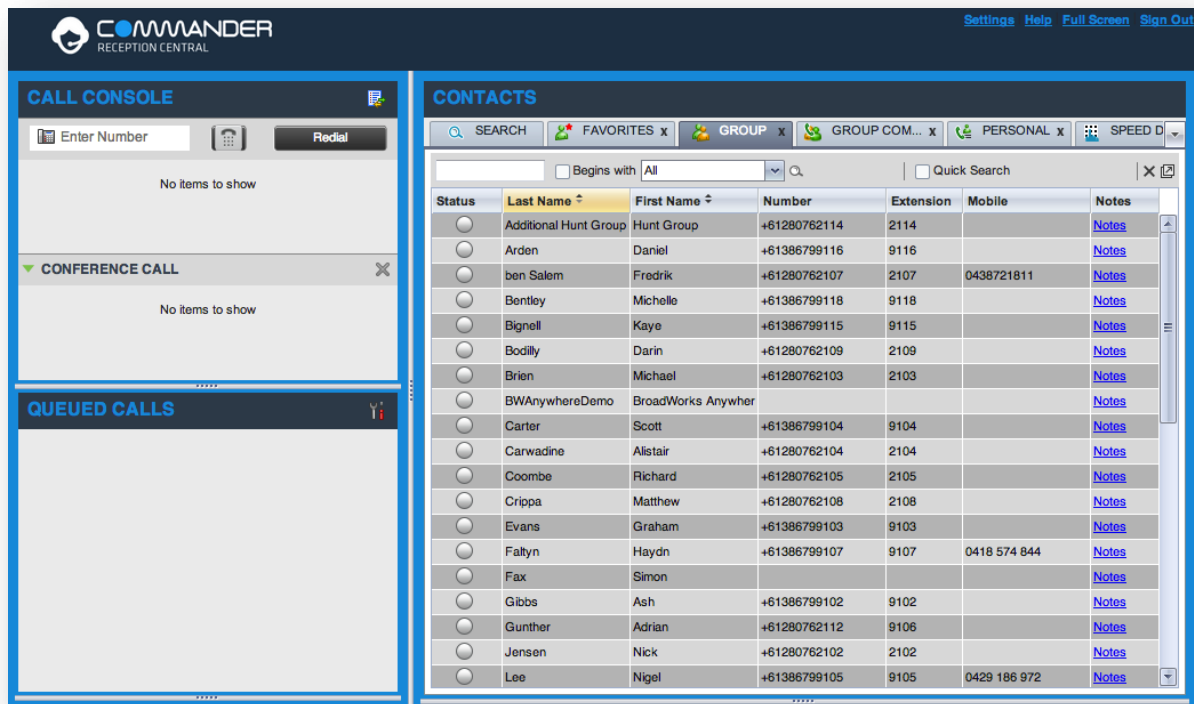 COMMANDER
RECEPTION CENTRAL
Settings Help Full Screen Sign Out
CALL CONSOLE
Enter Number Redial
No items to show
CONFERENCE CALL
No items to show
QUEUED CALLS
CONTACTS
SEARCH FAVORITES x GROUP x GROUP COM... x PERSONAL x SPEED D
Begins with All Quick Search
Status Last Name First Name Number Extension Mobile Notes
Additional Hunt Group Hunt Group +61280762114 2114 Notes
Arden Daniel +61386799116 9116 Notes
ben Salem Fredrik +61280762107 2107 0438721811 Notes
Bentley Michelle +61386799118 9118 Notes
Bignell Kaye +61386799115 9115 Notes
Bodilly Darin +61280762109 2109 Notes
Brien Michael +61280762103 2103 Notes
BWAnywhereDemo BroadWorks Anywher Notes
Carter Scott +61386799104 9104 Notes
Carwadine Alistair +61280762104 2104 Notes
Coombe Richard +61280762105 2105 Notes
Crippa Matthew +61280762108 2108 Notes
Evans Graham +61386799103 9103 Notes
Faltyn Haydn +61386799107 9107 0418 574 844 Notes
Fax Simon Notes
Gibbs Ash +61386799102 9102 Notes
Gunther Adrian +61280762112 9106 Notes
Jensen Nick +61280762102 2102 Notes
Lee Nigel +61386799105 9105 0429 186 972 Notes